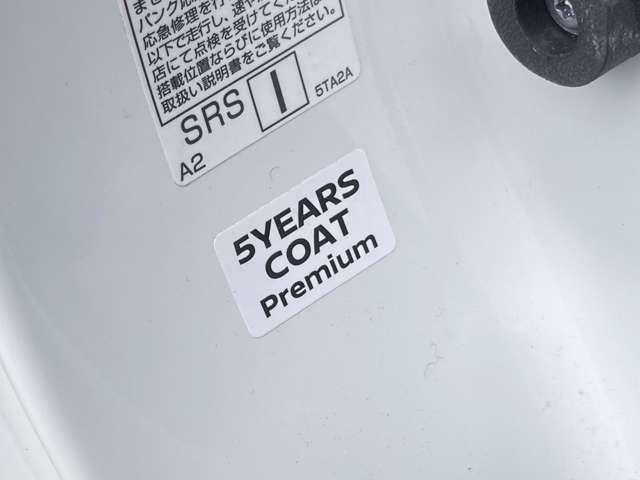 パンク応
応急修理を行
以下で走行し、速や
店にて点検を受けてく
搭載位置ならびに使用方法は
取扱い説明書をご覧ください。
SRS I 5TA2A
A2
5YEARS
COAT
Premium